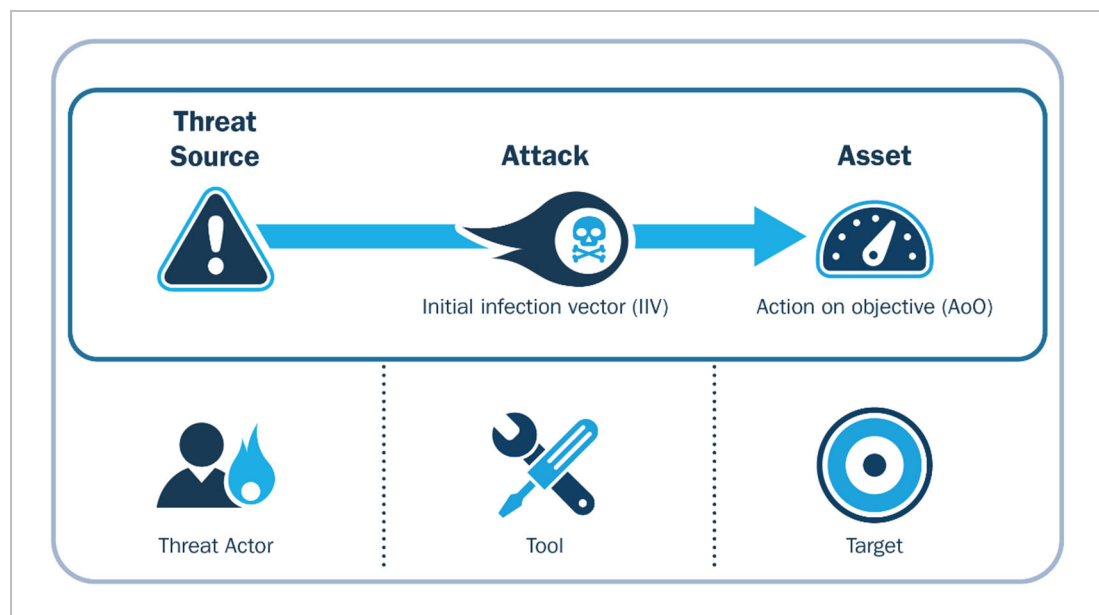 Threat
Source
Attack
Asset
Initial infection vector (IIV)
Action on objective (AoO)
Threat Actor
Tool
Target